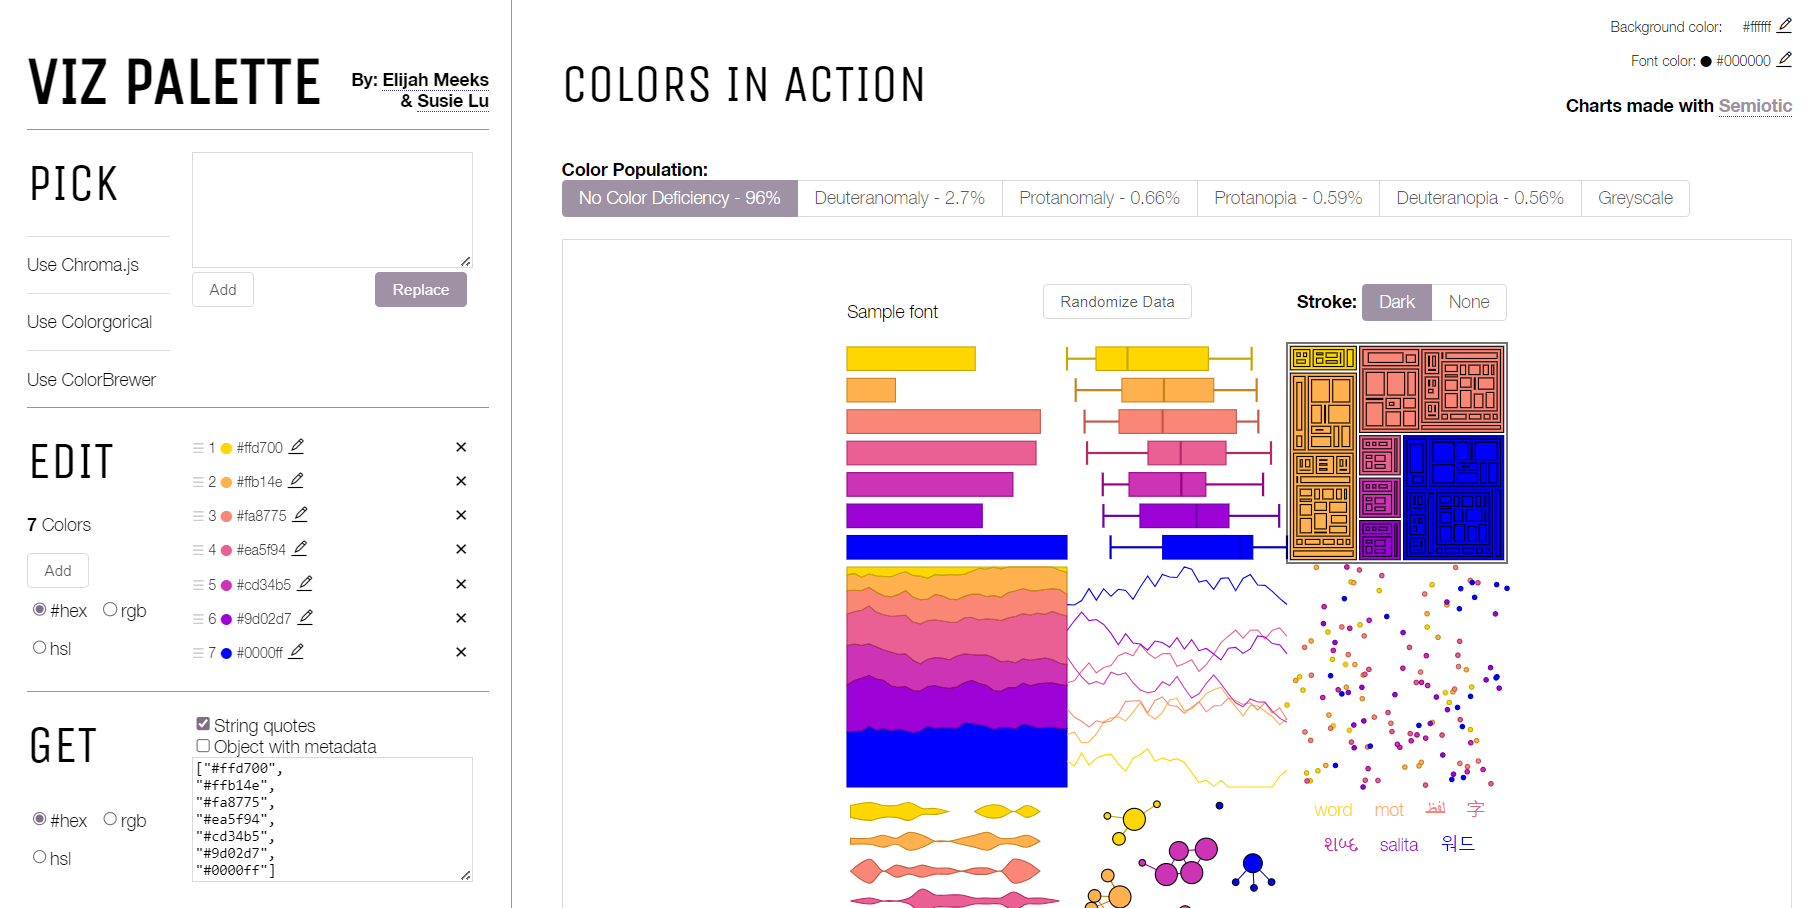 VIZ PALETTE
By: Elijah Meeks
& Susie Lu
PICK
Use Chroma.js
Use Colorgorical
Use ColorBrewer
Add
Replace
EDIT
7 Colors
Add
#hex
rgb
hsl
1 #ffd700
2 #ffb14e
3 #fa8775
4 #ea5f94
5 #cd34b5
6 #9d02d7
7 #0000ff
GET
#hex
rgb
hsl
String quotes
Object with metadata
["#ffd700",
"#ffb14e",
"#fa8775",
"#ea5f94",
"#cd34b5",
"#9d02d7",
"#0000ff"]
COLORS IN ACTION
Background color: #ffffff
Font color: #000000
Charts made with Semiotic
Color Population:
No Color Deficiency - 96%
Deuteranomaly - 2.7%
Protanomaly - 0.66%
Protanopia - 0.59%
Deuteranopia - 0.56%
Greyscale
Sample font
Randomize Data
Stroke: Dark None
word mot لفظ 字
salita 워드